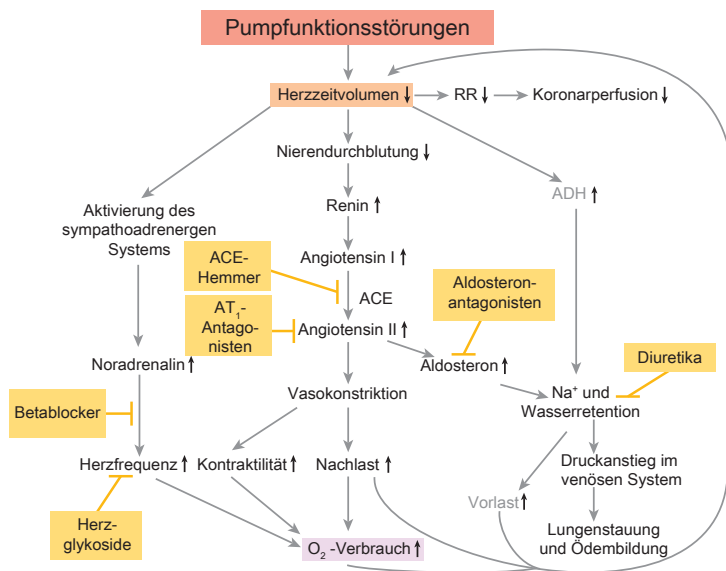 Pumpfunktionsstörungen
Herzzeitvolumen ↓
RR ↓
Koronarperfusion ↓
Nierendurchblutung ↓
ADH ↑
Aktivierung des
sympathoadrenergen
Systems
Renin ↑
Angiotensin I ↑
ACE-
Hemmer
ACE
Aldosteron-
antagonisten
AT₁-
Antago-
nisten
Angiotensin II ↑
Noradrenalin ↑
Aldosteron ↑
Diuretika
Betablocker
Vasokonstriktion
Na⁺ und
Wasserretention
Herzfrequenz ↑
Kontraktilität ↑
Nachlast ↑
Druckanstieg im
venösen System
Vorlast ↑
Herz-
glykoside
Lungenstauung
und Ödembildung
O₂ -Verbrauch ↑